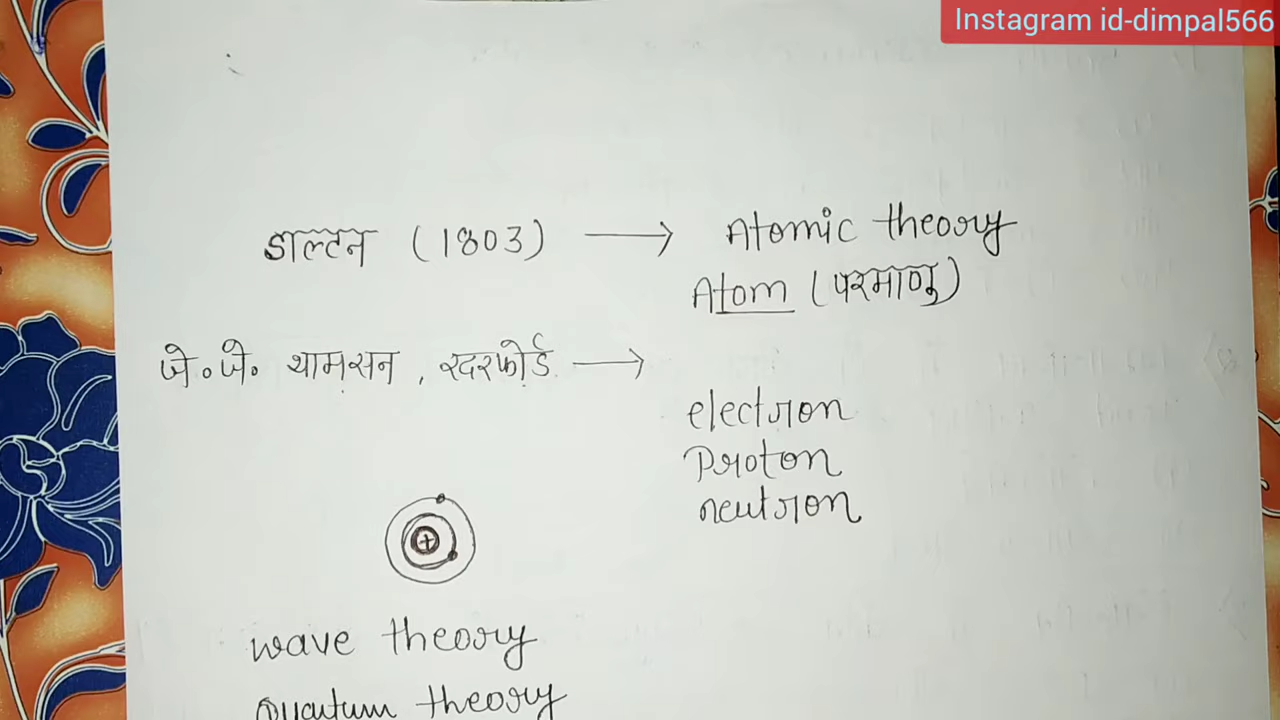 Instagram id-dimpal566
डाल्टन (1803) → Atomic theory
Atom (परमाणु)
जे॰जे॰ थामसन, रदरफोर्ड →
electron
Proton
neutron
+
wave theory
Quantum theory